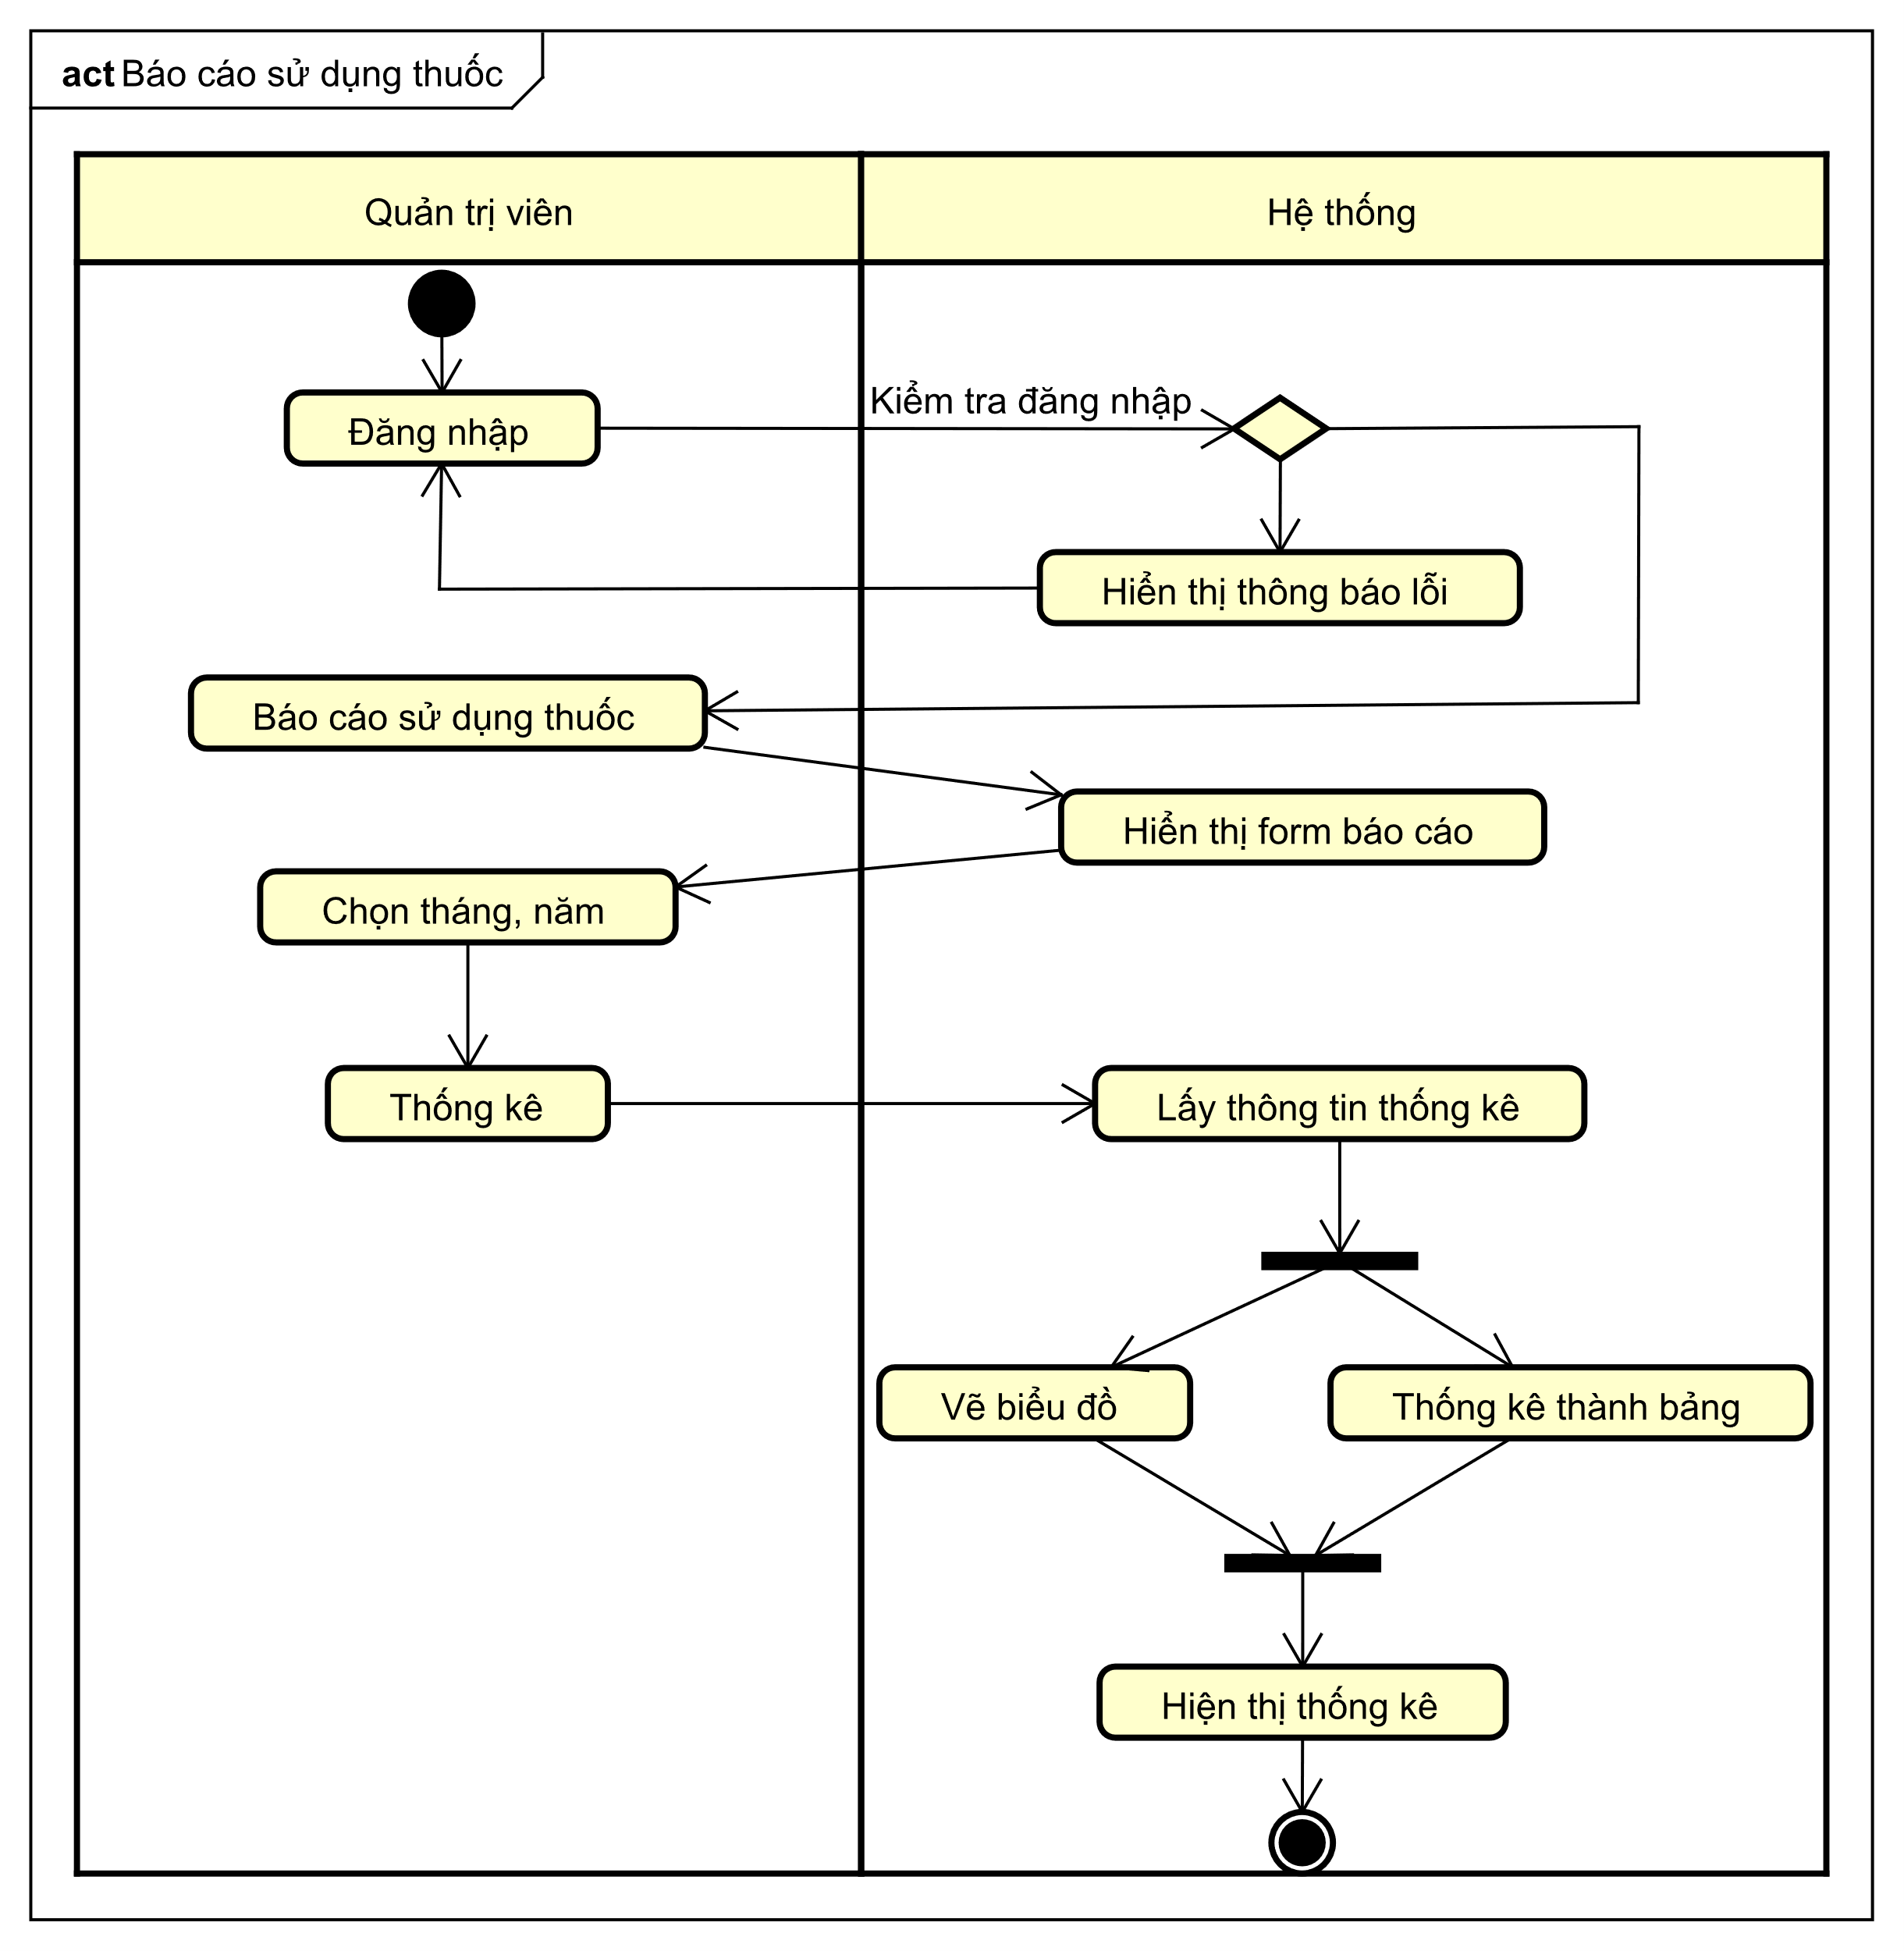 act Báo cáo sử dụng thuốc
Quản trị viên
Hệ thống
Đăng nhập
Kiểm tra đăng nhập
Hiển thị thông báo lỗi
Báo cáo sử dụng thuốc
Hiển thị form báo cáo
Chọn tháng, năm
Thống kê
Lấy thông tin thống kê
Vẽ biểu đồ
Thống kê thành bảng
Hiện thị thống kê